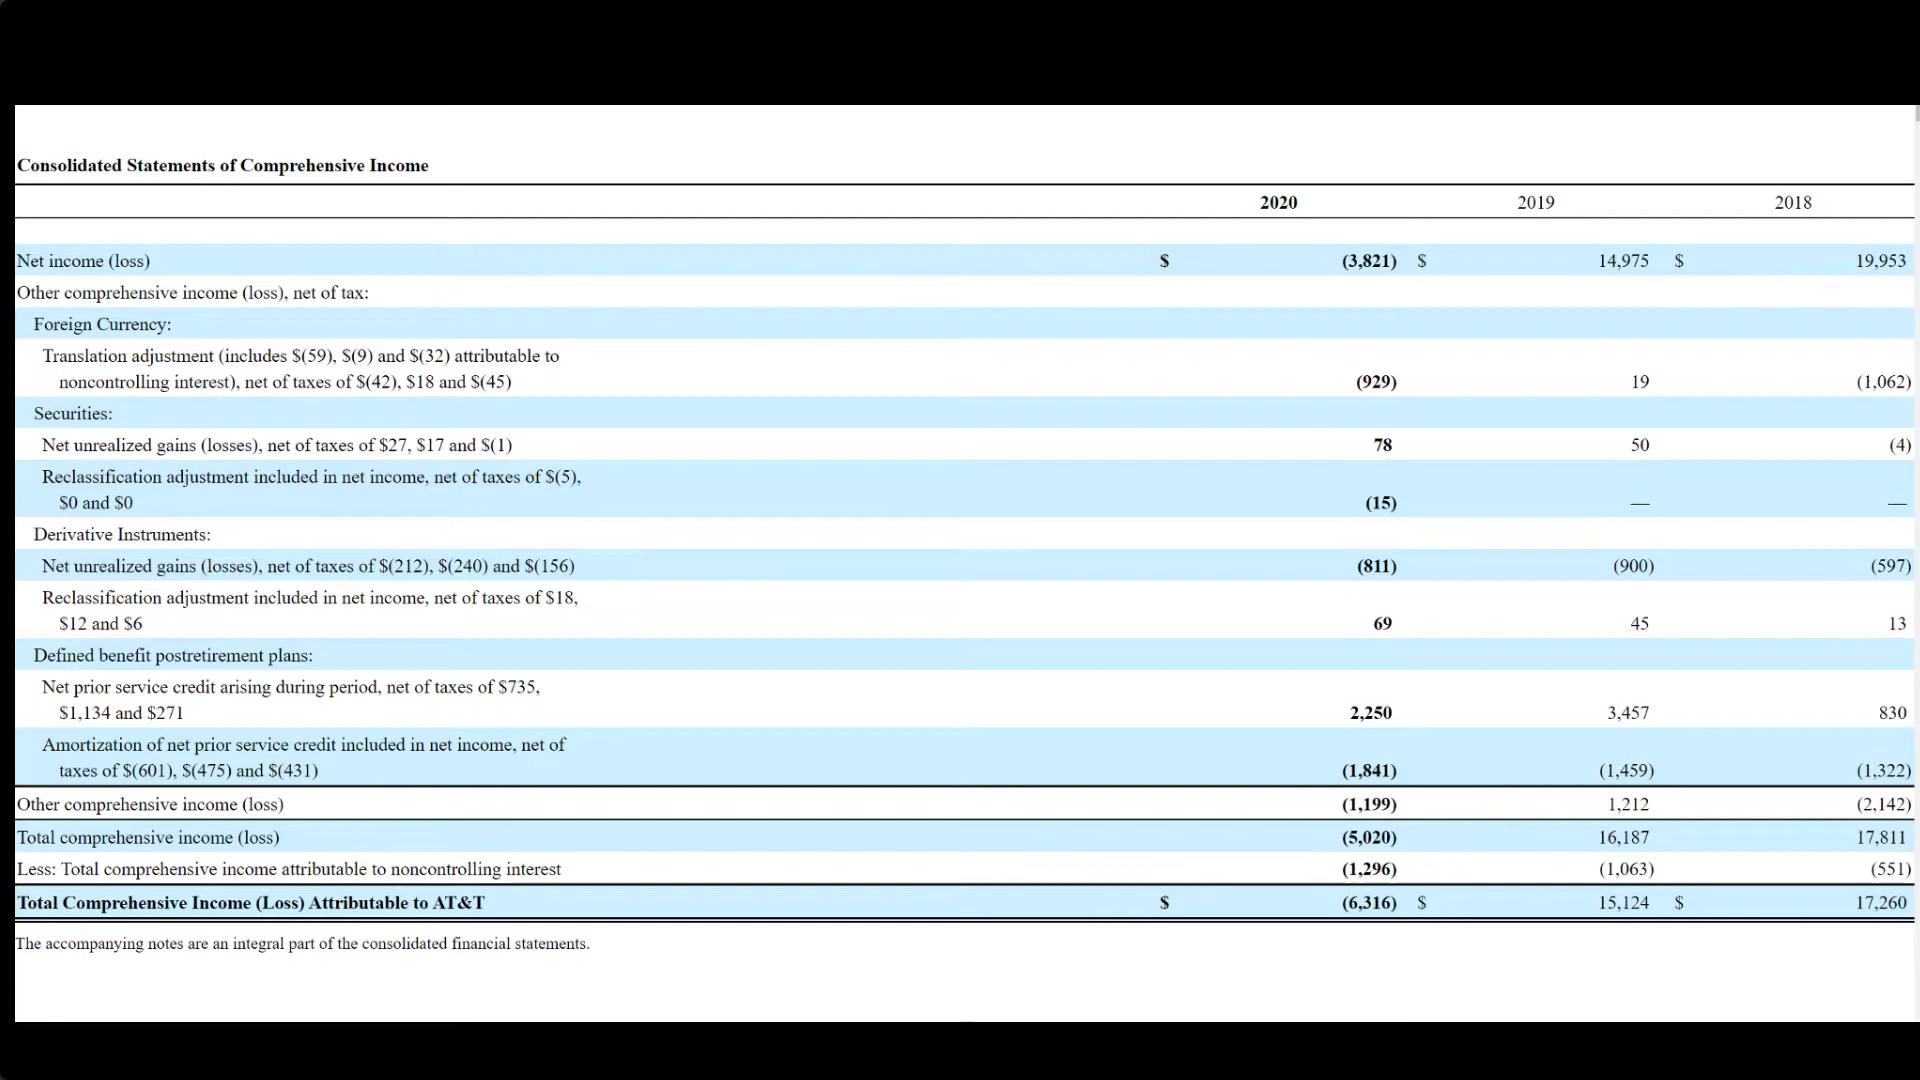 Consolidated Statements of Comprehensive Income
2020 2019 2018
Net income (loss) $ (3,821) $ 14,975 $ 19,953
Other comprehensive income (loss), net of tax:
Foreign Currency:
Translation adjustment (includes $(59), $(9) and $(32) attributable to
noncontrolling interest), net of taxes of $(42), $18 and $(45) (929) 19 (1,062)
Securities:
Net unrealized gains (losses), net of taxes of $27, $17 and $(1) 78 50 (4)
Reclassification adjustment included in net income, net of taxes of $(5),
$0 and $0 (15) — —
Derivative Instruments:
Net unrealized gains (losses), net of taxes of $(212), $(240) and $(156) (811) (900) (597)
Reclassification adjustment included in net income, net of taxes of $18,
$12 and $6 69 45 13
Defined benefit postretirement plans:
Net prior service credit arising during period, net of taxes of $735,
$1,134 and $271 2,250 3,457 830
Amortization of net prior service credit included in net income, net of
taxes of $(601), $(475) and $(431) (1,841) (1,459) (1,322)
Other comprehensive income (loss) (1,199) 1,212 (2,142)
Total comprehensive income (loss) (5,020) 16,187 17,811
Less: Total comprehensive income attributable to noncontrolling interest (1,296) (1,063) (551)
Total Comprehensive Income (Loss) Attributable to AT&T $ (6,316) $ 15,124 $ 17,260
The accompanying notes are an integral part of the consolidated financial statements.